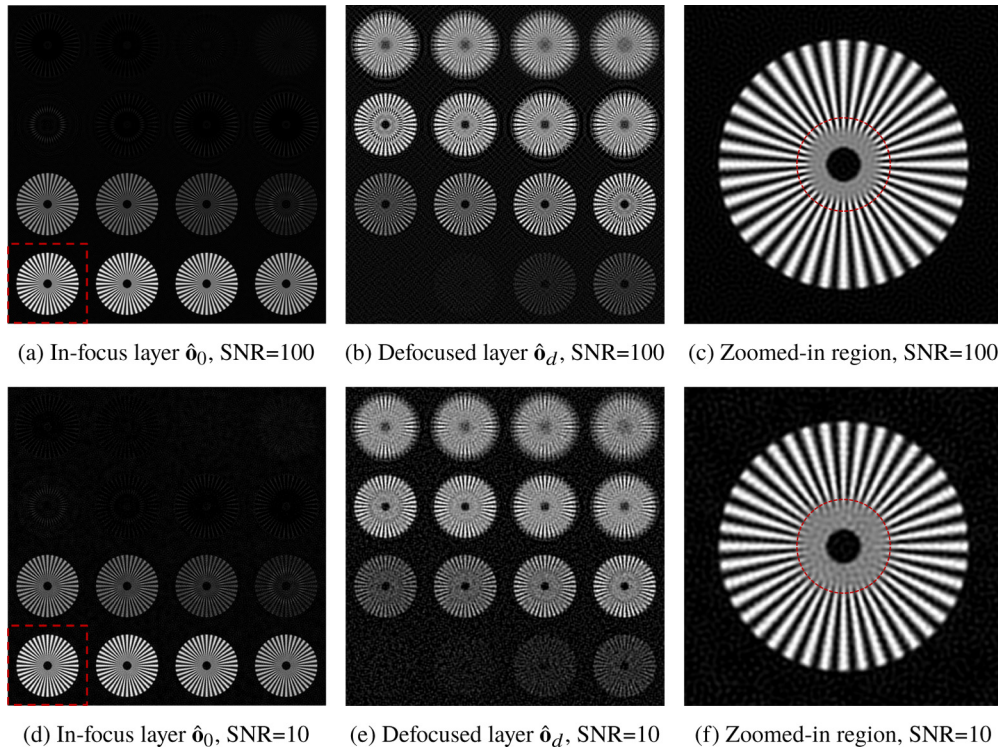 (a) In-focus layer ô₀, SNR=100
(b) Defocused layer ô_d, SNR=100
(c) Zoomed-in region, SNR=100
(d) In-focus layer ô₀, SNR=10
(e) Defocused layer ô_d, SNR=10
(f) Zoomed-in region, SNR=10